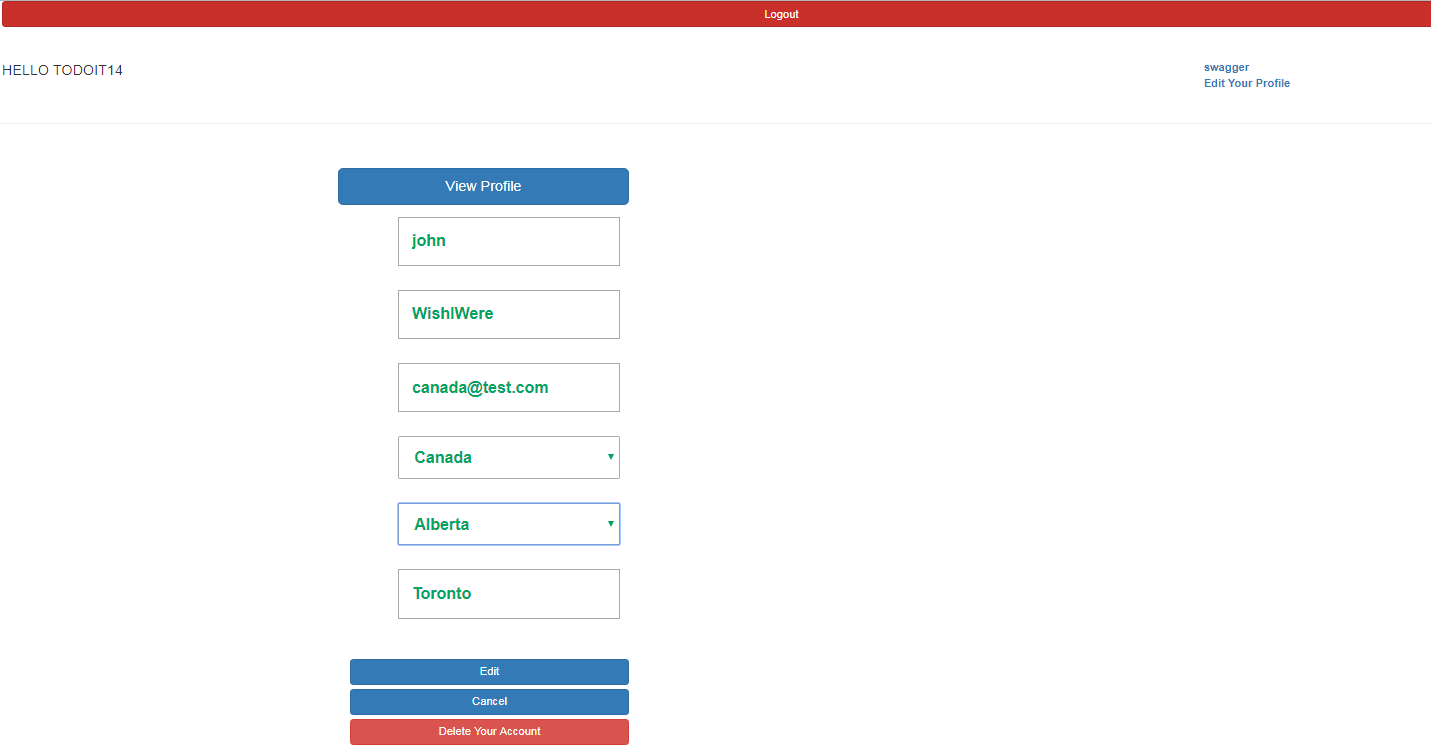 Logout
HELLO TODOIT14
swagger
Edit Your Profile
View Profile
john
WishIWere
canada@test.com
Canada
Alberta
Toronto
Edit
Cancel
Delete Your Account